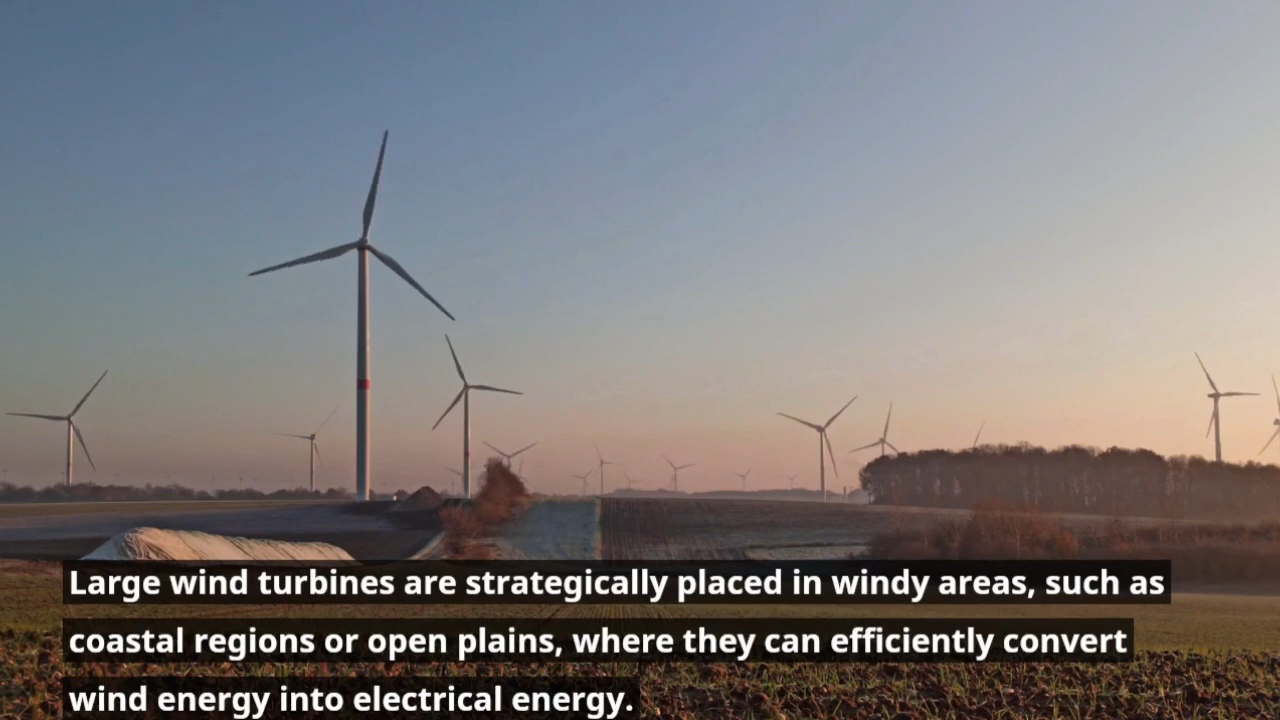 Large wind turbines are strategically placed in windy areas, such as
coastal regions or open plains, where they can efficiently convert
wind energy into electrical energy.